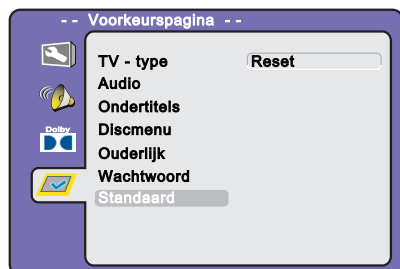 - - Voorkeurspagina - -
TV - type Reset
Audio
Ondertitels
Dolby
Discmenu
Ouderlijk
Wachtwoord
Standaard